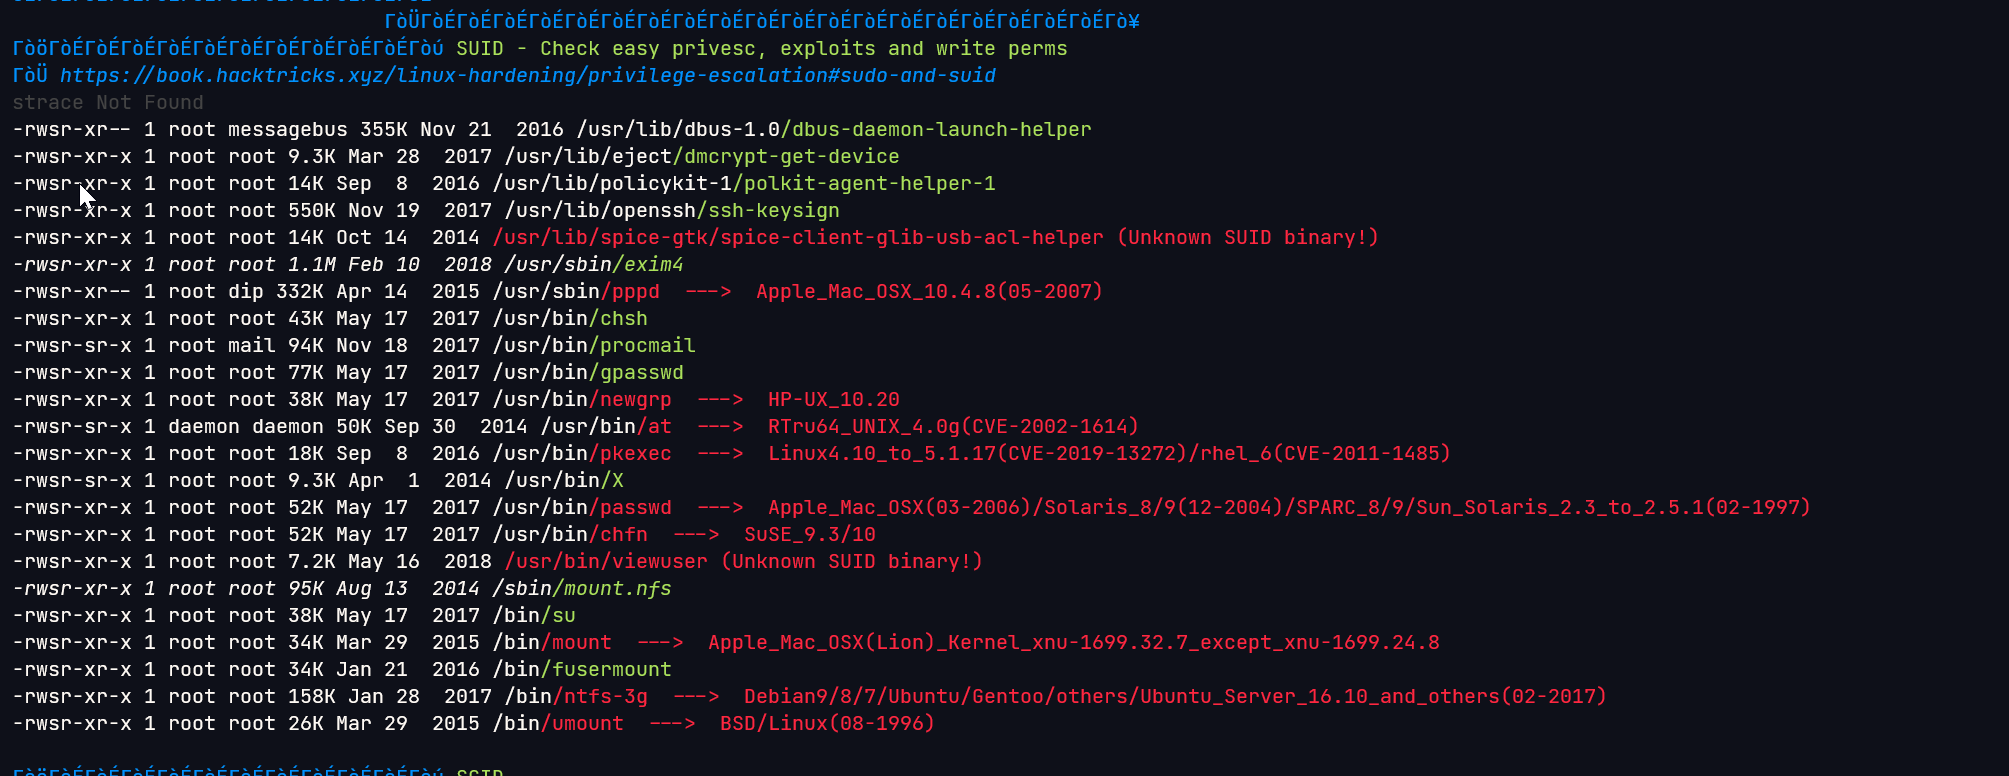 ΓòÜΓòÉΓòÉΓòÉΓòÉΓòÉΓòÉΓòÉΓòÉΓòÉΓòÉΓòÉΓòÉΓòÉΓòÉΓòÉΓòÉΓòÉΓòÉΓòÉΓò¥
ΓòöΓòÉΓòÉΓòÉΓòÉΓòÉΓòÉΓòÉΓòÉΓòÉΓòÉΓòú SUID - Check easy privesc, exploits and write perms
ΓòÜ https://book.hacktricks.xyz/linux-hardening/privilege-escalation#sudo-and-suid
strace Not Found
-rwsr-xr-- 1 root messagebus 355K Nov 21  2016 /usr/lib/dbus-1.0/dbus-daemon-launch-helper
-rwsr-xr-x 1 root root 9.3K Mar 28  2017 /usr/lib/eject/dmcrypt-get-device
-rwsr-xr-x 1 root root 14K Sep  8  2016 /usr/lib/policykit-1/polkit-agent-helper-1
-rwsr-xr-x 1 root root 550K Nov 19  2017 /usr/lib/openssh/ssh-keysign
-rwsr-xr-x 1 root root 14K Oct 14  2014 /usr/lib/spice-gtk/spice-client-glib-usb-acl-helper (Unknown SUID binary!)
-rwsr-xr-x 1 root root 1.1M Feb 10  2018 /usr/sbin/exim4
-rwsr-xr-- 1 root dip 332K Apr 14  2015 /usr/sbin/pppd  --->  Apple_Mac_OSX_10.4.8(05-2007)
-rwsr-xr-x 1 root root 43K May 17  2017 /usr/bin/chsh
-rwsr-sr-x 1 root mail 94K Nov 18  2017 /usr/bin/procmail
-rwsr-xr-x 1 root root 77K May 17  2017 /usr/bin/gpasswd
-rwsr-xr-x 1 root root 38K May 17  2017 /usr/bin/newgrp  --->  HP-UX_10.20
-rwsr-sr-x 1 daemon daemon 50K Sep 30  2014 /usr/bin/at  --->  RTru64_UNIX_4.0g(CVE-2002-1614)
-rwsr-xr-x 1 root root 18K Sep  8  2016 /usr/bin/pkexec  --->  Linux4.10_to_5.1.17(CVE-2019-13272)/rhel_6(CVE-2011-1485)
-rwsr-sr-x 1 root root 9.3K Apr  1  2014 /usr/bin/X
-rwsr-xr-x 1 root root 52K May 17  2017 /usr/bin/passwd  --->  Apple_Mac_OSX(03-2006)/Solaris_8/9(12-2004)/SPARC_8/9/Sun_Solaris_2.3_to_2.5.1(02-1997)
-rwsr-xr-x 1 root root 52K May 17  2017 /usr/bin/chfn  --->  SuSE_9.3/10
-rwsr-xr-x 1 root root 7.2K May 16  2018 /usr/bin/viewuser (Unknown SUID binary!)
-rwsr-xr-x 1 root root 95K Aug 13  2014 /sbin/mount.nfs
-rwsr-xr-x 1 root root 38K May 17  2017 /bin/su
-rwsr-xr-x 1 root root 34K Mar 29  2015 /bin/mount  --->  Apple_Mac_OSX(Lion)_Kernel_xnu-1699.32.7_except_xnu-1699.24.8
-rwsr-xr-x 1 root root 34K Jan 21  2016 /bin/fusermount
-rwsr-xr-x 1 root root 158K Jan 28  2017 /bin/ntfs-3g  --->  Debian9/8/7/Ubuntu/Gentoo/others/Ubuntu_Server_16.10_and_others(02-2017)
-rwsr-xr-x 1 root root 26K Mar 29  2015 /bin/umount  --->  BSD/Linux(08-1996)
SGID